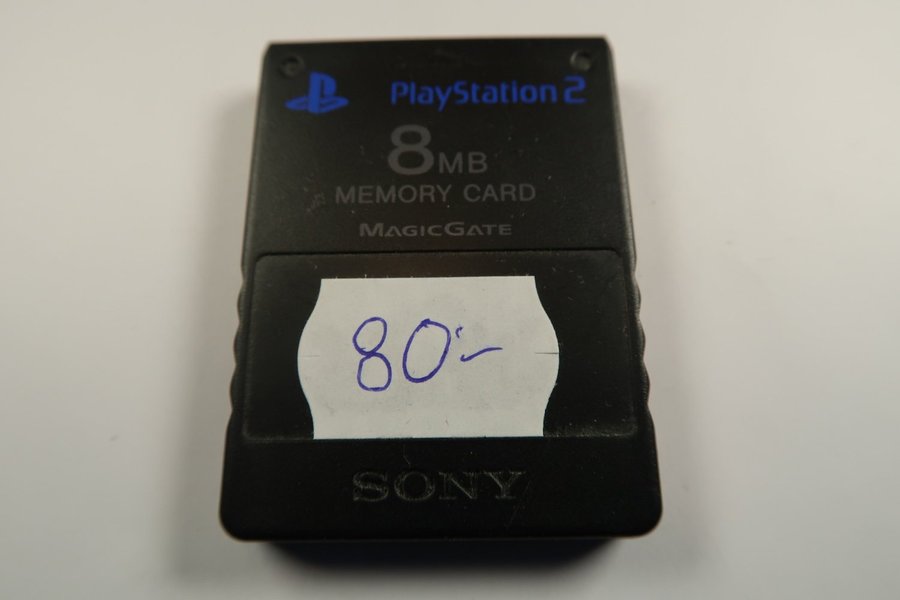 PlayStation 2
8MB
MEMORY CARD
MAGICGATE
80:-
SONY